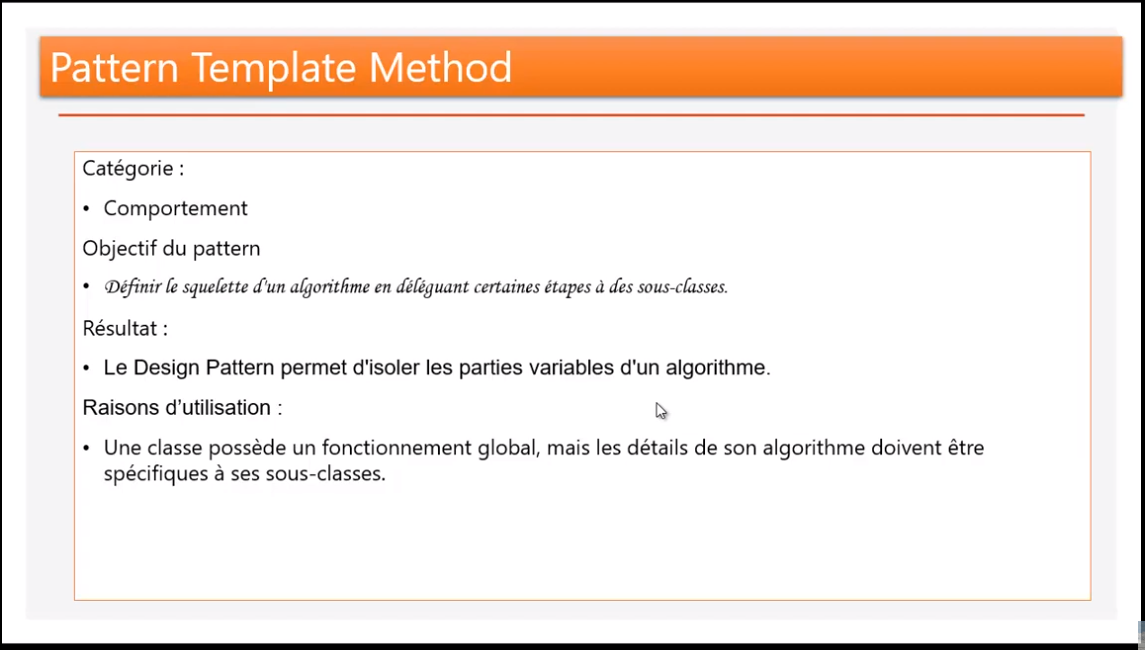 Pattern Template Method
Catégorie :
• Comportement
Objectif du pattern
• Définir le squelette d'un algorithme en déléguant certaines étapes à des sous-classes.
Résultat :
• Le Design Pattern permet d'isoler les parties variables d'un algorithme.
Raisons d’utilisation :
• Une classe possède un fonctionnement global, mais les détails de son algorithme doivent être
spécifiques à ses sous-classes.